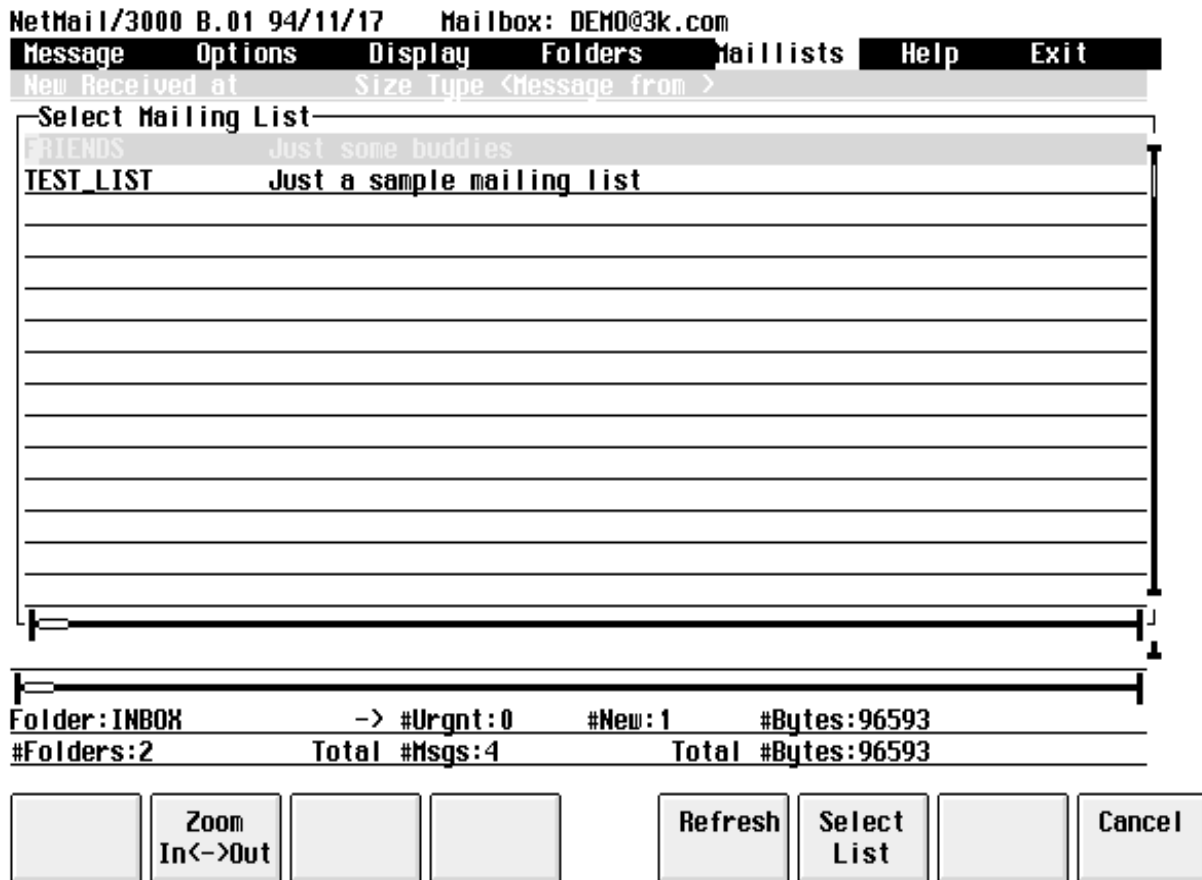 NetMail/3000 B.01 94/11/17 Mailbox: DEMO@3k.com
Message Options Display Folders Maillists Help Exit
New Received at Size Type <Message from >
Select Mailing List
FRIENDS Just some buddies
TEST_LIST Just a sample mailing list
Folder:INBOX -> #Urgnt:0 #New:1 #Bytes:96593
#Folders:2 Total #Msgs:4 Total #Bytes:96593
Zoom In<->Out
Refresh
Select List
Cancel